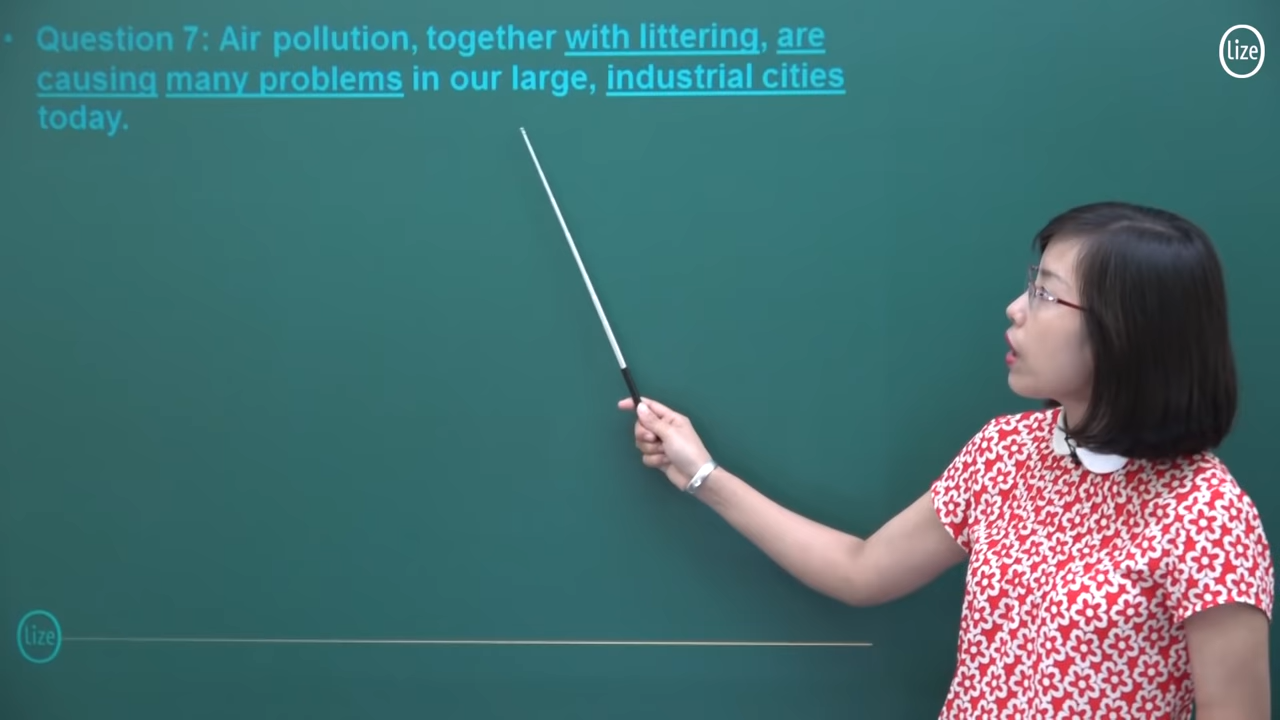 Question 7: Air pollution, together with littering, are
causing many problems in our large, industrial cities
today.
lize
lize